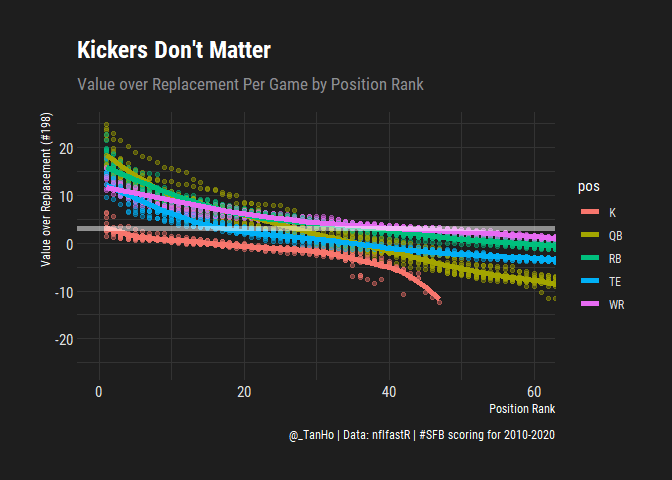 Kickers Don't Matter
Value over Replacement Per Game by Position Rank
Value over Replacement (#198)
20
10
0
-10
-20
0
20
40
60
Position Rank
pos
K
QB
RB
TE
WR
@_TanHo | Data: nflfastR | #SFB scoring for 2010-2020